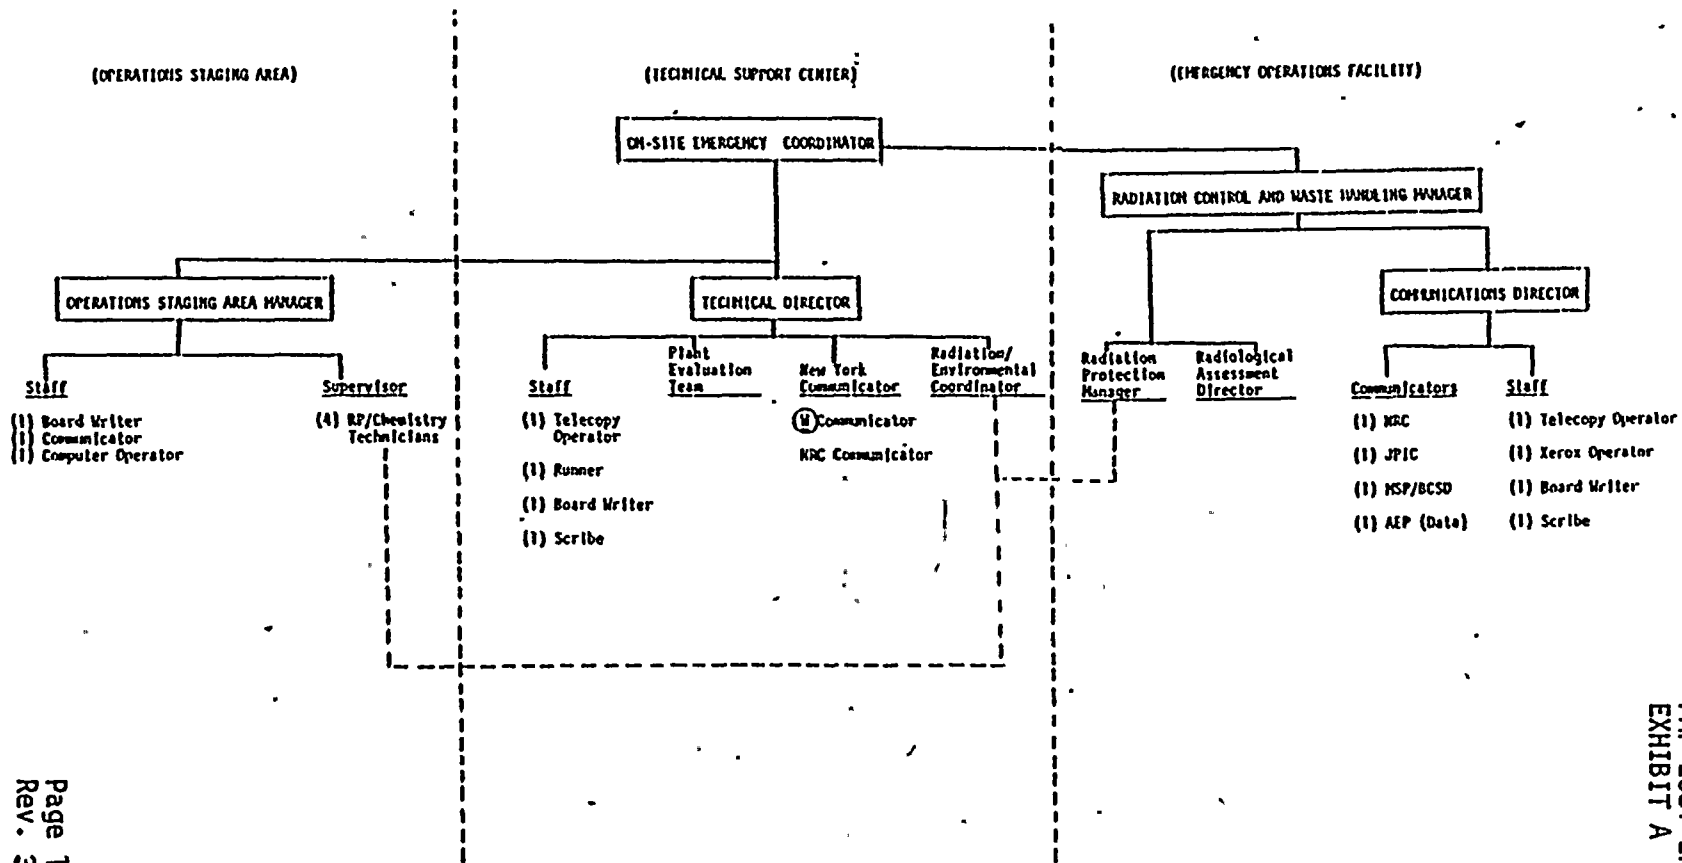 (OPERATIONS STAGING AREA)
(TECHNICAL SUPPORT CENTER)
(EMERGENCY OPERATIONS FACILITY)
ON-SITE EMERGENCY COORDINATOR
RADIATION CONTROL AND WASTE HANDLING MANAGER
OPERATIONS STAGING AREA MANAGER
TECHNICAL DIRECTOR
COMMUNICATIONS DIRECTOR
Staff
(1) Board Writer
(1) Communicator
(1) Computer Operator
Supervisor
(4) RP/Chemistry
Technicians
Staff
(1) Telecopy
Operator
(1) Runner
(1) Board Writer
(1) Scribe
Plant
Evaluation
Team
New York
Communicator
(W) Communicator
NRC Communicator
Radiation/
Environmental
Coordinator
Radiation
Protection
Manager
Radiological
Assessment
Director
Communicators
(1) NRC
(1) JPIC
(1) MSP/BCSD
(1) AEP (Data)
Staff
(1) Telecopy Operator
(1) Xerox Operator
(1) Board Writer
(1) Scribe
EXHIBIT A
Page 1
Rev. 3